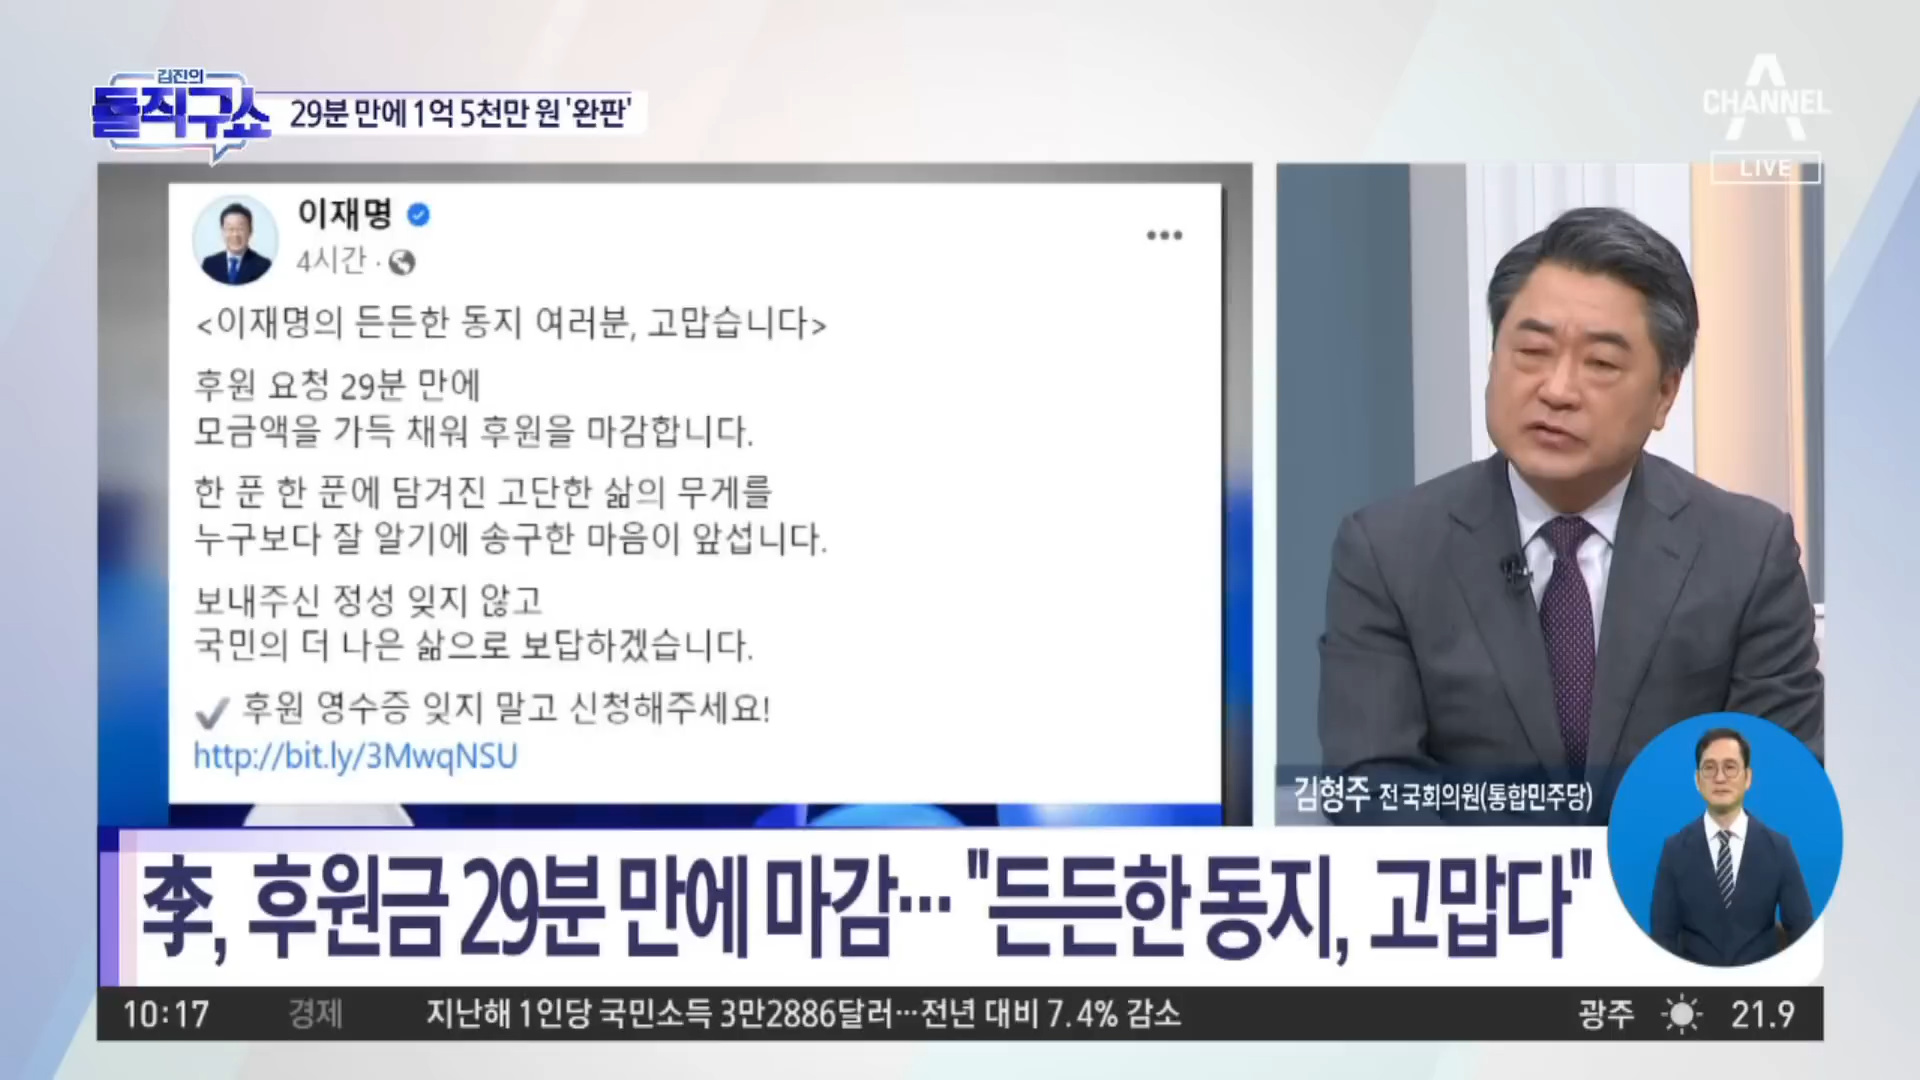 김진의
돌직구쇼
29분 만에 1억 5천만 원 '완판'
CHANNEL A
LIVE
이재명
4시간 ·
<이재명의 든든한 동지 여러분, 고맙습니다>
후원 요청 29분 만에
모금액을 가득 채워 후원을 마감합니다.
한 푼 한 푼에 담겨진 고단한 삶의 무게를
누구보다 잘 알기에 송구한 마음이 앞섭니다.
보내주신 정성 잊지 않고
국민의 더 나은 삶으로 보답하겠습니다.
✔ 후원 영수증 잊지 말고 신청해주세요!
http://bit.ly/3MwqNSU
김형주 전 국회의원(통합민주당)
李, 후원금 29분 만에 마감… "든든한 동지, 고맙다"
10:17 경제 지난해 1인당 국민소득 3만2886달러…전년 대비 7.4% 감소 광주 21.9